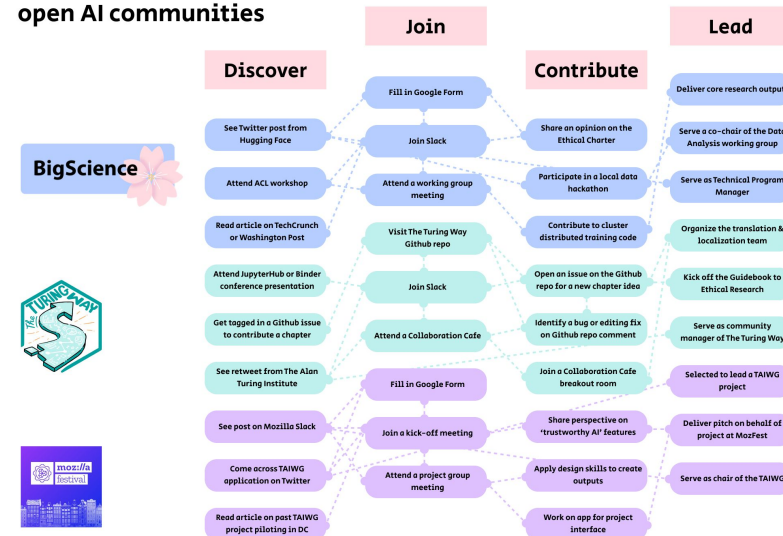 open AI communities
Join
Lead
Discover
Contribute
Fill in Google Form
Deliver core research output
See Twitter post from
Hugging Face
Join Slack
Share an opinion on the
Ethical Charter
Serve a co-chair of the Data
Analysis working group
BigScience
Attend ACL workshop
Attend a working group
meeting
Participate in a local data
hackathon
Serve as Technical Program
Manager
Read article on TechCrunch
or Washington Post
Visit The Turing Way
Github repo
Contribute to cluster
distributed training code
Organize the translation &
localization team
Attend JupyterHub or Binder
conference presentation
Join Slack
Open an issue on the Github
repo for a new chapter idea
Kick off the Guidebook to
Ethical Research
THE
TURING
WAY
Get tagged in a Github issue
to contribute a chapter
Attend a Collaboration Cafe
Identify a bug or editing fix
on Github repo comment
Serve as community
manager of The Turing Way
See retweet from The Alan
Turing Institute
Fill in Google Form
Join a Collaboration Cafe
breakout room
Selected to lead a TAIWG
project
See post on Mozilla Slack
Join a kick-off meeting
Share perspective on
‘trustworthy AI’ features
Deliver pitch on behalf of
project at MozFest
moz://a
festival
Come across TAIWG
application on Twitter
Attend a project group
meeting
Apply design skills to create
outputs
Serve as chair of the TAIWG
Read article on past TAIWG
project piloting in DC
Work on app for project
interface